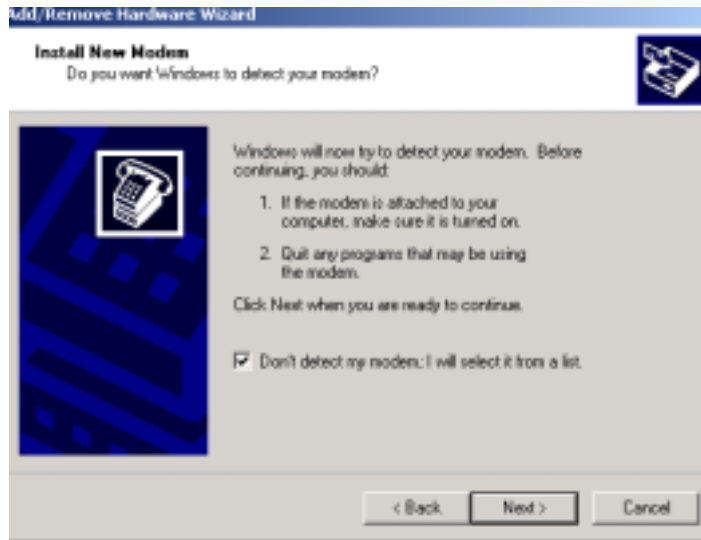 Add/Remove Hardware Wizard
Install New Modem
Do you want Windows to detect your modem?
Windows will now try to detect your modem. Before
continuing, you should:
1. If the modem is attached to your
computer, make sure it is turned on.
2. Quit any programs that may be using
the modem.
Click Next when you are ready to continue.
Don't detect my modem; I will select it from a list.
< Back
Next >
Cancel